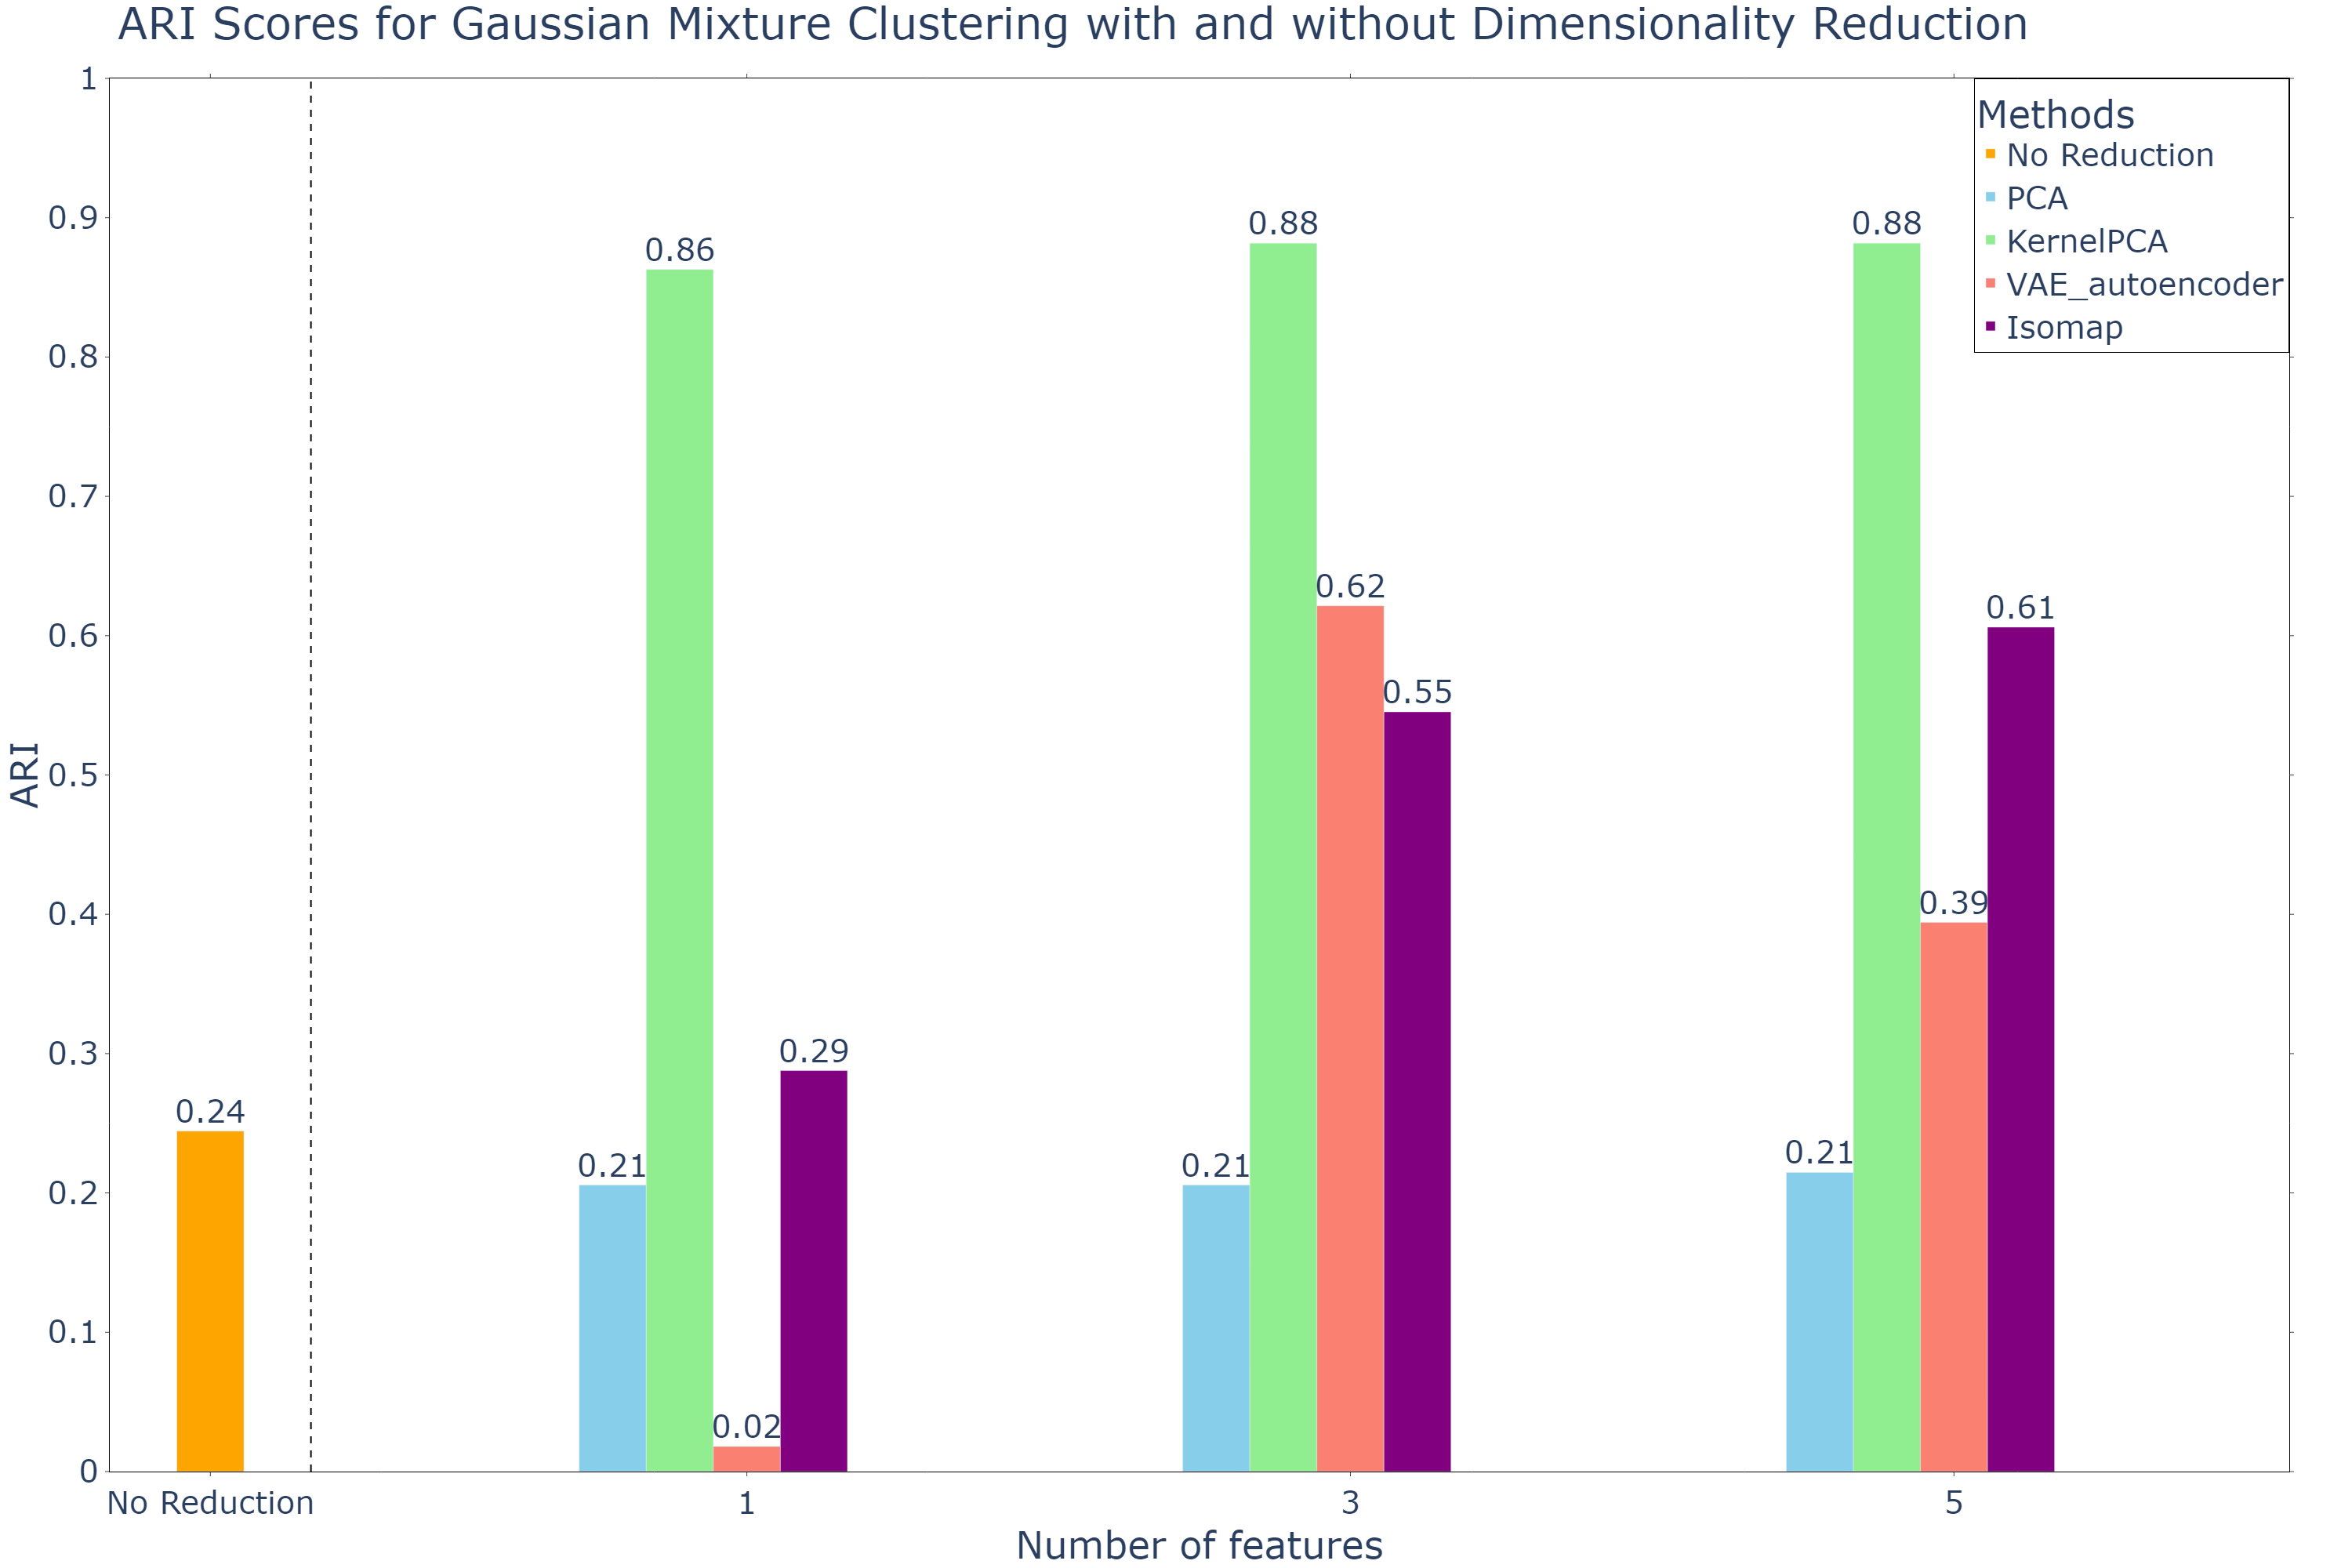 ARI Scores for Gaussian Mixture Clustering with and without Dimensionality Reduction
1
0.9
0.8
0.7
0.6
0.5
0.4
0.3
0.2
0.1
0
ARI
0.24
0.21
0.86
0.02
0.29
0.21
0.88
0.62
0.55
0.21
0.88
0.39
0.61
Methods
No Reduction
PCA
KernelPCA
VAE_autoencoder
Isomap
No Reduction
1
3
5
Number of features